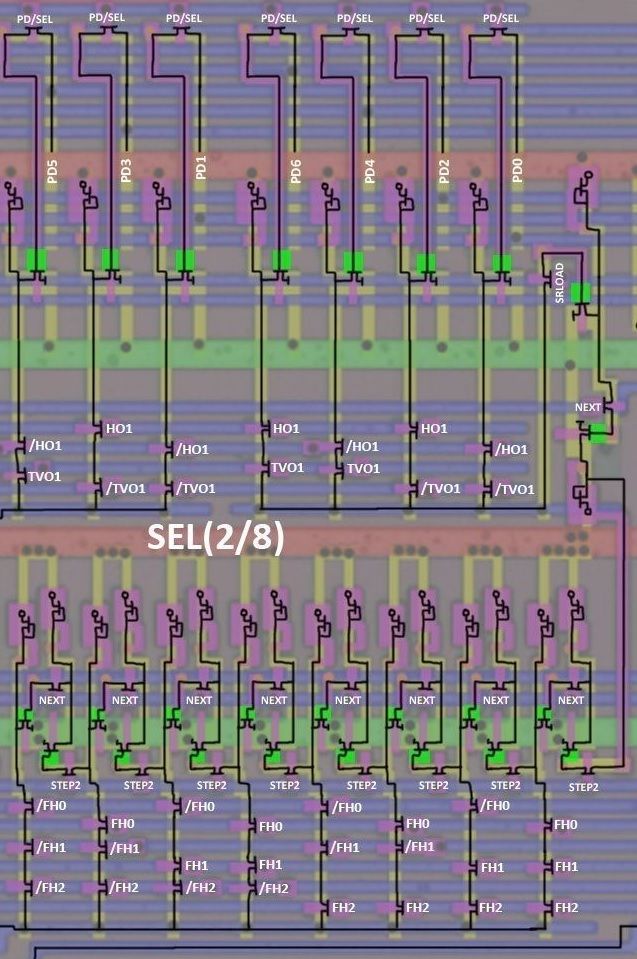 PD/SEL PD/SEL PD/SEL PD/SEL PD/SEL PD/SEL PD/SEL
PD5 PD3 PD1 PD6 PD4 PD2 PD0
SRLOAD
NEXT
HO1 HO1 HO1
/HO1 /HO1 /HO1 /HO1
TVO1 TVO1 TVO1
/TVO1 /TVO1 /TVO1 /TVO1
SEL(2/8)
NEXT NEXT NEXT NEXT NEXT NEXT NEXT NEXT
STEP2 STEP2 STEP2 STEP2 STEP2 STEP2 STEP2 STEP2
/FH0 /FH0 /FH0 /FH0
FH0 FH0 FH0 FH0
/FH1 /FH1 /FH1 /FH1
FH1 FH1 FH1 FH1
/FH2 /FH2 /FH2 /FH2
FH2 FH2 FH2 FH2